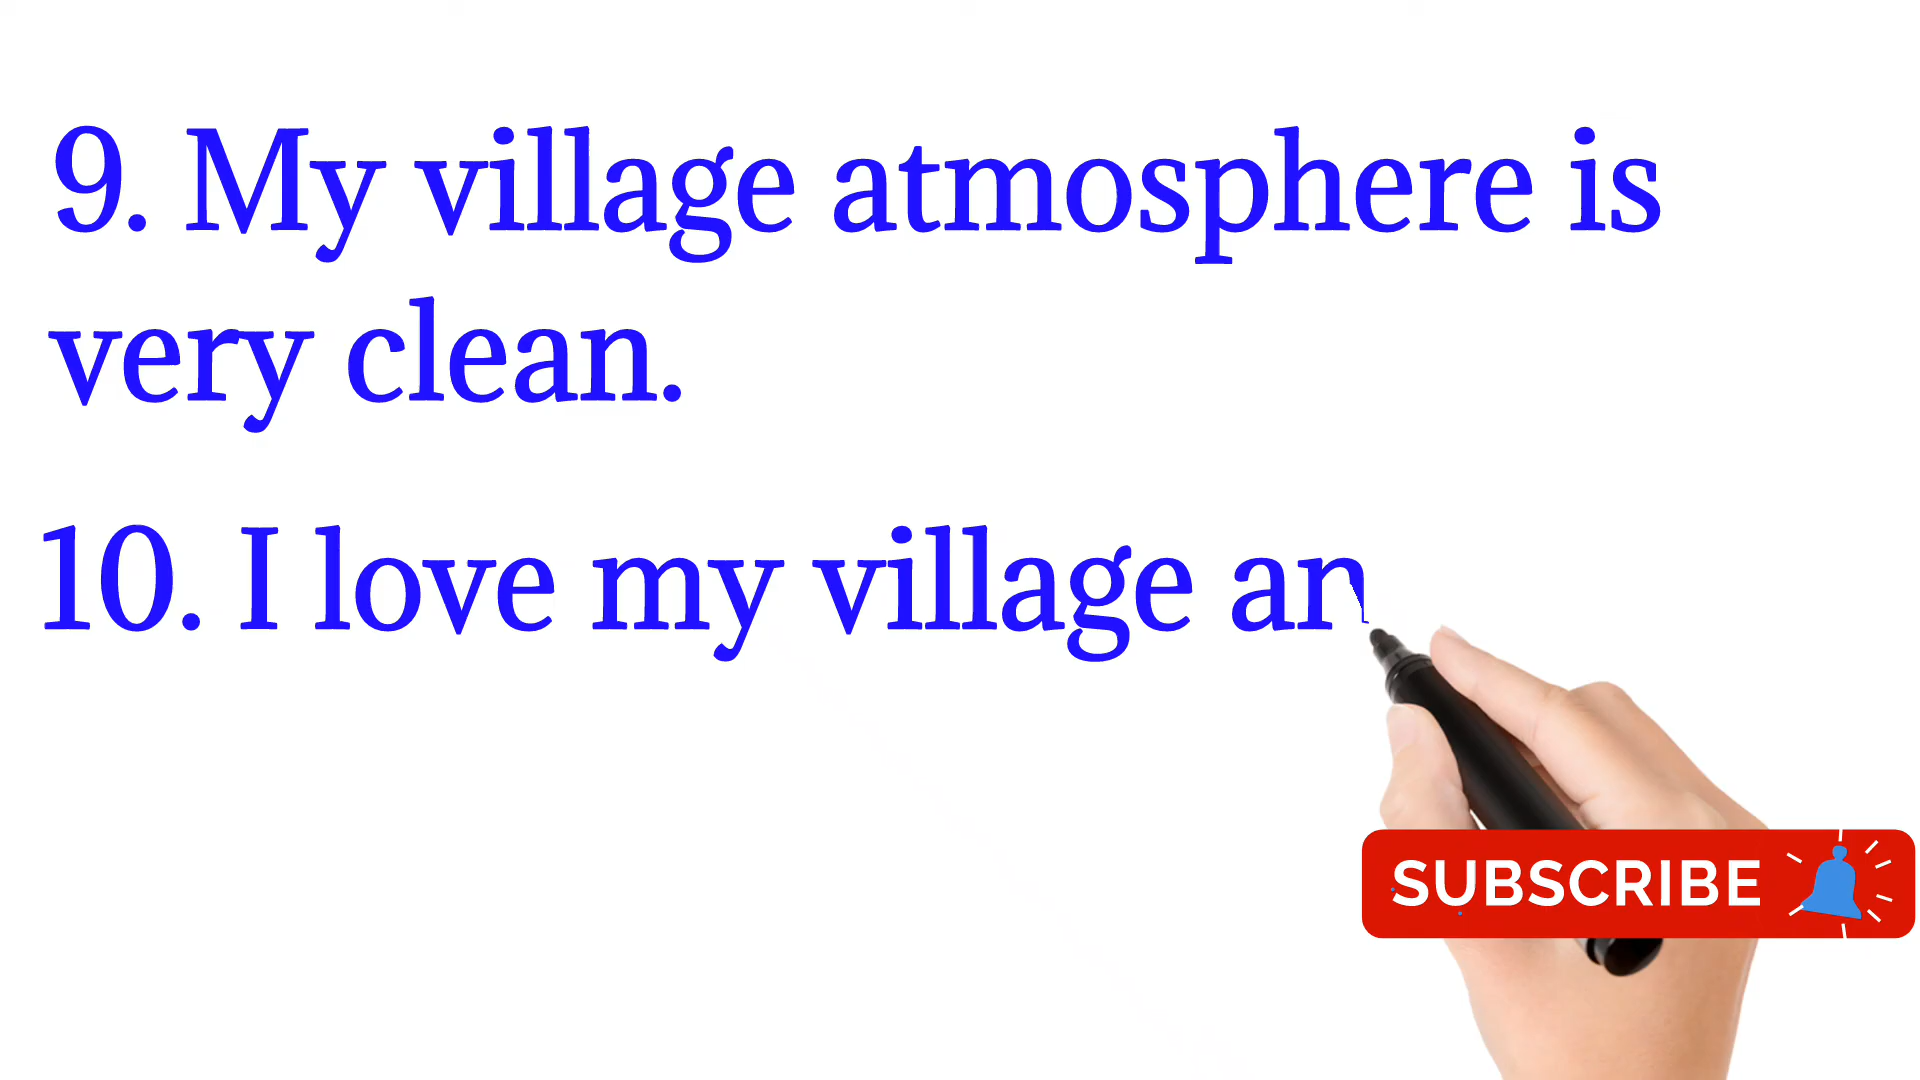 9. My village atmosphere is
very clean.
10. I love my village an
SUBSCRIBE